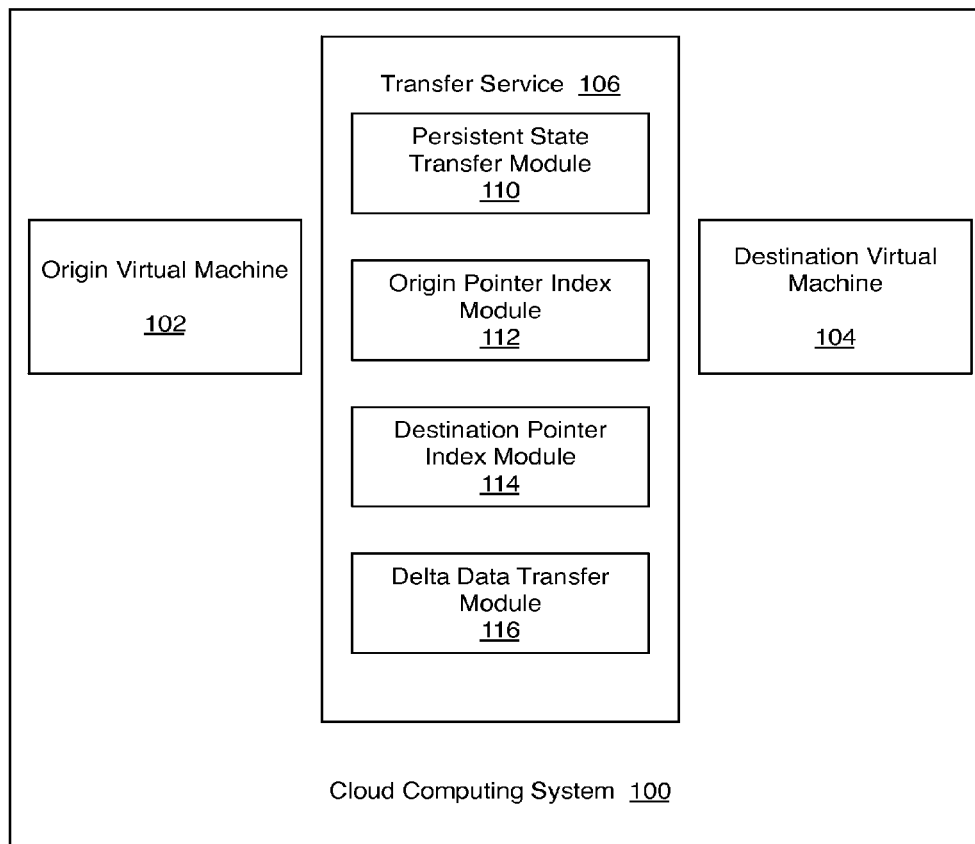 Transfer Service 106
Persistent State
Transfer Module
110
Origin Virtual Machine
102
Origin Pointer Index
Module
112
Destination Virtual
Machine
104
Destination Pointer
Index Module
114
Delta Data Transfer
Module
116
Cloud Computing System 100